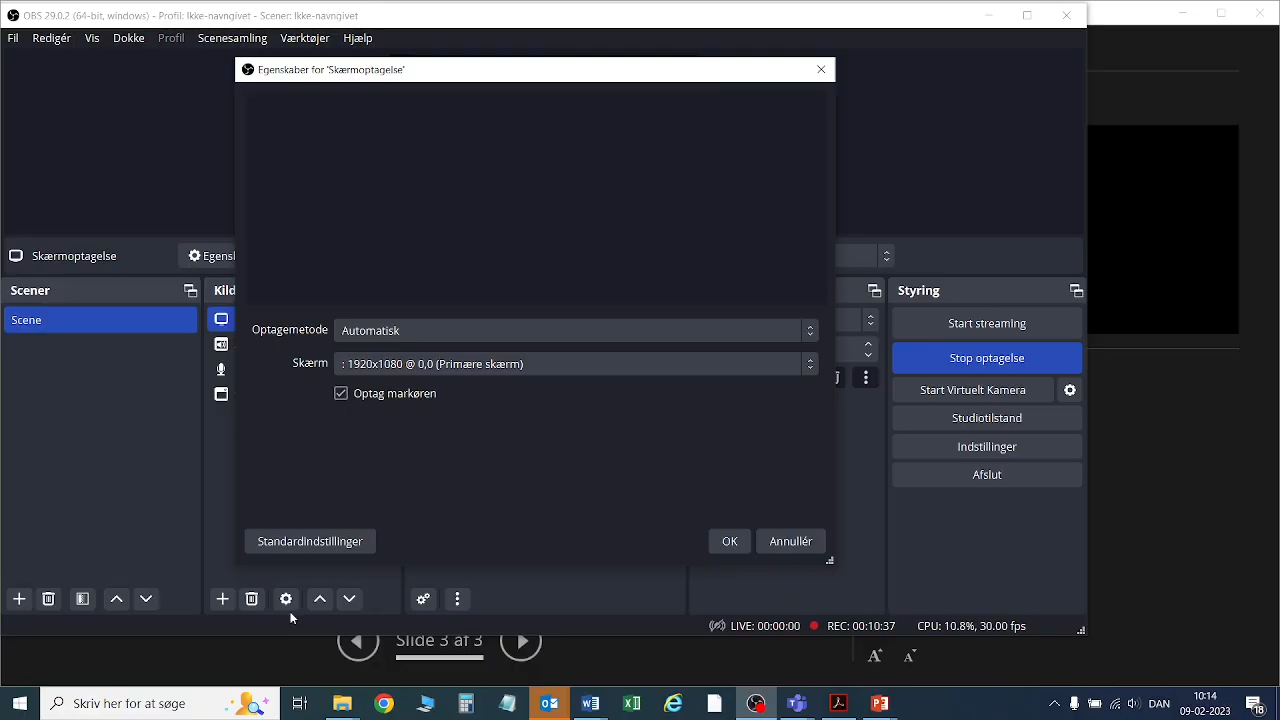 OBS 29.0.2 (64-bit, windows) - Profil: Ikke-navngivet - Scener: Ikke-navngivet
Fil Redigér Vis Dokke Profil Scenesamling Værktøjer Hjælp
Egenskaber for 'Skærmoptagelse'
Skærmoptagelse
Egensk
Scener
Kild
Styring
Scene
Optagemetode
Automatisk
Skærm
: 1920x1080 @ 0,0 (Primære skærm)
Optag markøren
Start streaming
Stop optagelse
Start Virtuelt Kamera
Studiotilstand
Indstillinger
Afslut
Standardindstillinger
OK
Annullér
LIVE: 00:00:00
REC: 00:10:37
CPU: 10.8%, 30.00 fps
Slide 3 af 3
A A
Skriv her for at søge
DAN
10:14
09-02-2023
18